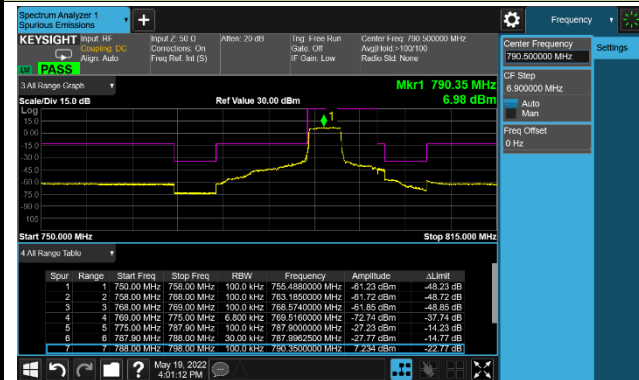 Spectrum Analyzer 1
Spurious Emissions
Frequency
KEYSIGHT Input: RF
Coupling: DC
Align: Auto
Input Z: 50 Ω
Corrections: On
Freq Ref: Int (S)
Atten: 20 dB
Trig: Free Run
Gate: Off
IF Gain: Low
Center Freq: 790.500000 MHz
Avg|Hold:>100/100
Radio Std: None
PASS
Center Frequency
790.500000 MHz
Settings
CF Step
6.900000 MHz
Auto
Man
Freq Offset
0 Hz
3 All Range Graph
Mkr1 790.35 MHz
6.98 dBm
Scale/Div 15.0 dB
Ref Value 30.00 dBm
Log
15.0
0.00
-15.0
-30.0
-45.0
-60.0
-75.0
-90.0
-105
1
Start 750.000 MHz
Stop 815.000 MHz
4 All Range Table
Spur Range Start Freq Stop Freq RBW Frequency Amplitude ΔLimit
1 1 750.00 MHz 758.00 MHz 100.0 kHz 755.4880000 MHz -61.23 dBm -48.23 dB
2 2 758.00 MHz 768.00 MHz 100.0 kHz 763.1850000 MHz -61.72 dBm -48.72 dB
3 3 768.00 MHz 769.00 MHz 100.0 kHz 768.5740000 MHz -61.85 dBm -48.85 dB
4 4 769.00 MHz 775.00 MHz 6.800 kHz 769.5160000 MHz -72.74 dBm -37.74 dB
5 5 775.00 MHz 787.90 MHz 100.0 kHz 787.9000000 MHz -27.23 dBm -14.23 dB
6 6 787.90 MHz 788.00 MHz 30.00 kHz 787.9962500 MHz -27.77 dBm -14.77 dB
7 7 788.00 MHz 798.00 MHz 100.0 kHz 790.3500000 MHz 7.234 dBm -22.77 dB
May 19, 2022
4:01:12 PM